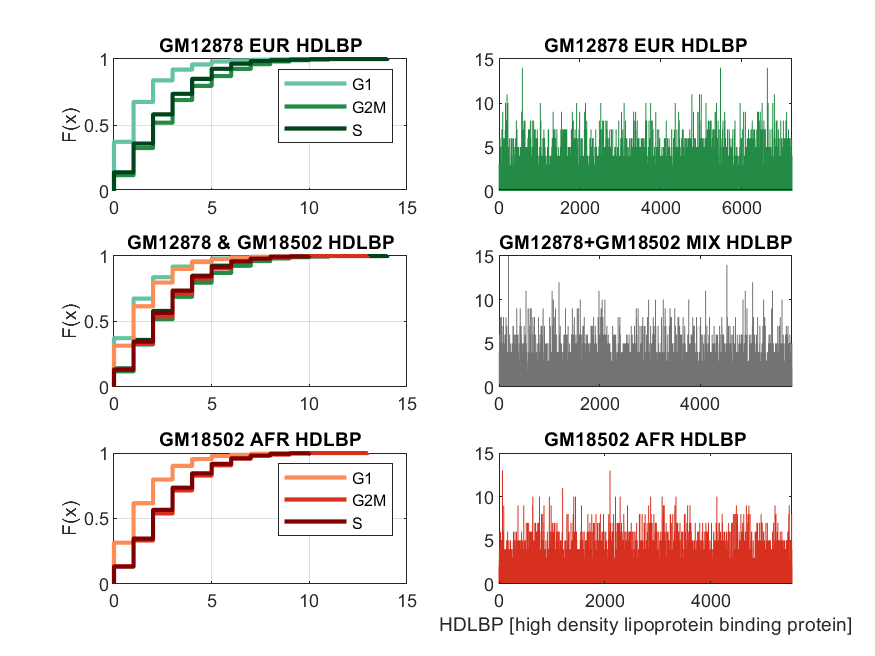 GM12878 EUR HDLBP
F(x)
1
0.5
0
0
5
10
15
G1
G2M
S
GM12878 EUR HDLBP
15
10
5
0
0
2000
4000
6000
GM12878 & GM18502 HDLBP
F(x)
1
0.5
0
0
5
10
15
GM12878+GM18502 MIX HDLBP
15
10
5
0
0
2000
4000
GM18502 AFR HDLBP
F(x)
1
0.5
0
0
5
10
15
G1
G2M
S
GM18502 AFR HDLBP
15
10
5
0
0
2000
4000
HDLBP [high density lipoprotein binding protein]